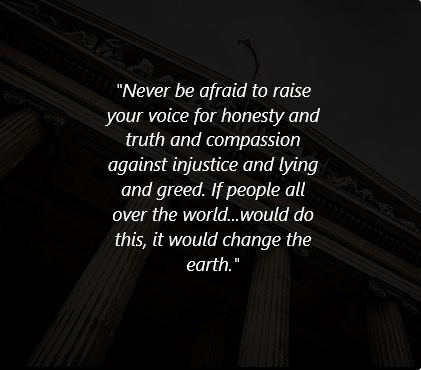 "Never be afraid to raise
your voice for honesty and
truth and compassion
against injustice and lying
and greed. If people all
over the world...would do
this, it would change the
earth."